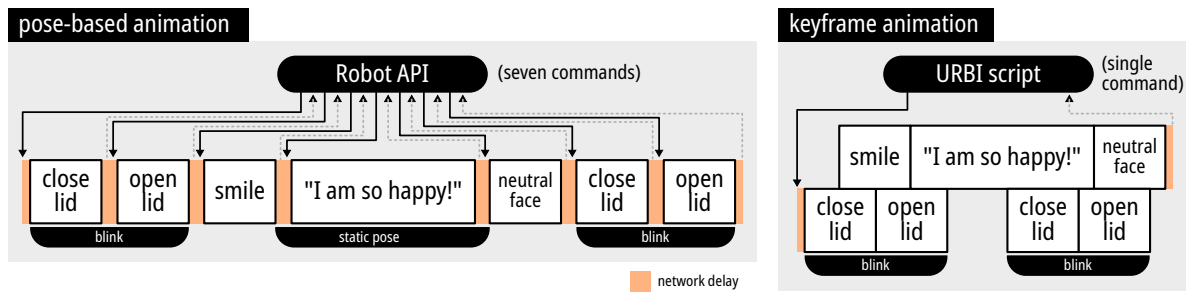 pose-based animation
Robot API
(seven commands)
close
lid
open
lid
smile
"I am so happy!"
neutral
face
close
lid
open
lid
blink
static pose
blink
network delay
keyframe animation
URBI script
(single
command)
smile
"I am so happy!"
neutral
face
close
lid
open
lid
close
lid
open
lid
blink
blink